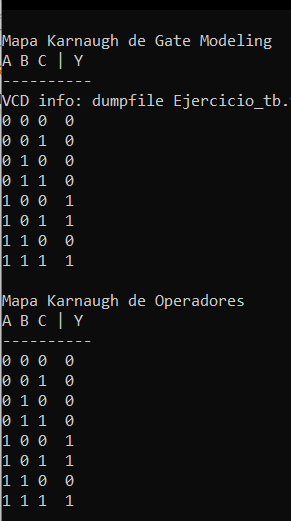 Mapa Karnaugh de Gate Modeling
A B C | Y
----------
VCD info: dumpfile Ejercicio_tb.
0 0 0  0
0 0 1  0
0 1 0  0
0 1 1  0
1 0 0  1
1 0 1  1
1 1 0  0
1 1 1  1
Mapa Karnaugh de Operadores
A B C | Y
----------
0 0 0  0
0 0 1  0
0 1 0  0
0 1 1  0
1 0 0  1
1 0 1  1
1 1 0  0
1 1 1  1